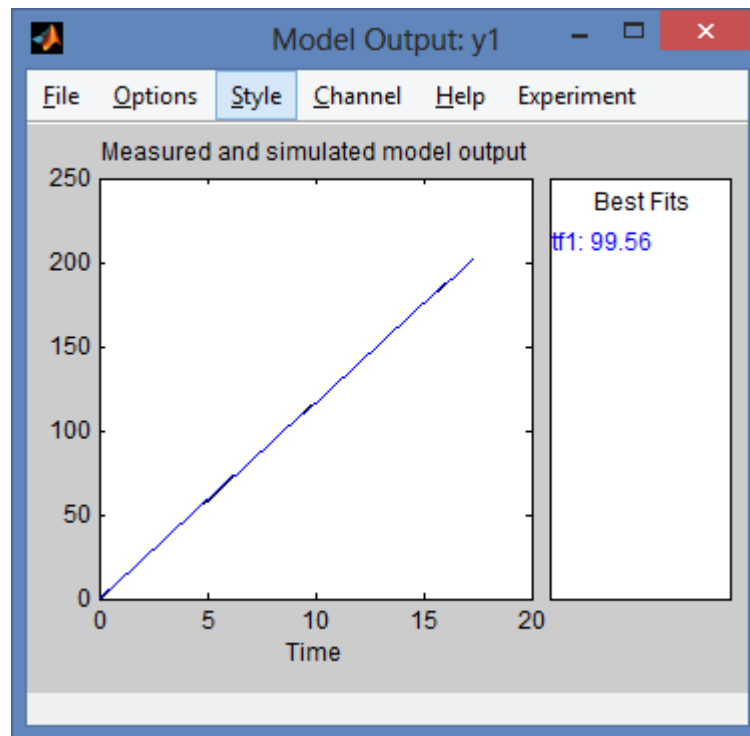 Model Output: y1
File Options Style Channel Help Experiment
Measured and simulated model output
250
200
150
100
50
0
0 5 10 15 20
Time
Best Fits
tf1: 99.56